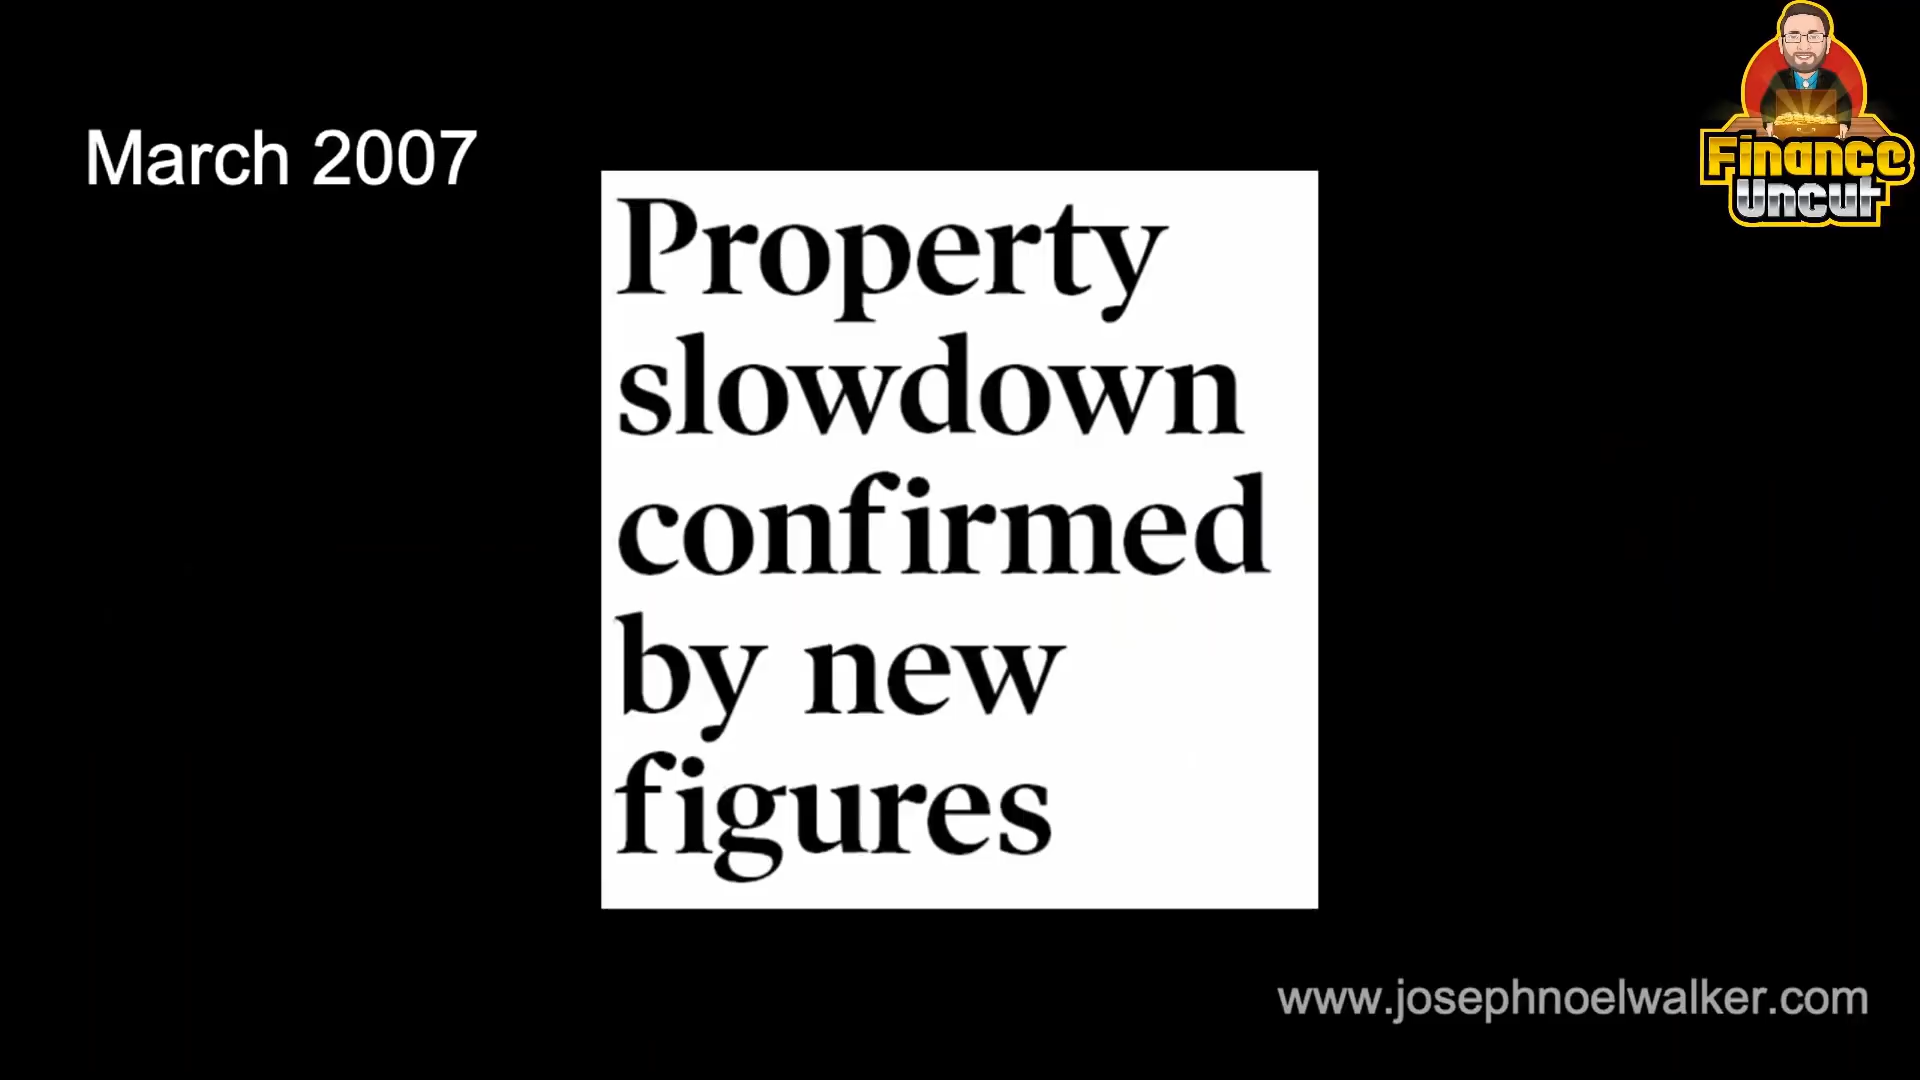 March 2007
Finance
Uncut
Property
slowdown
confirmed
by new
figures
www.josephnoelwalker.com